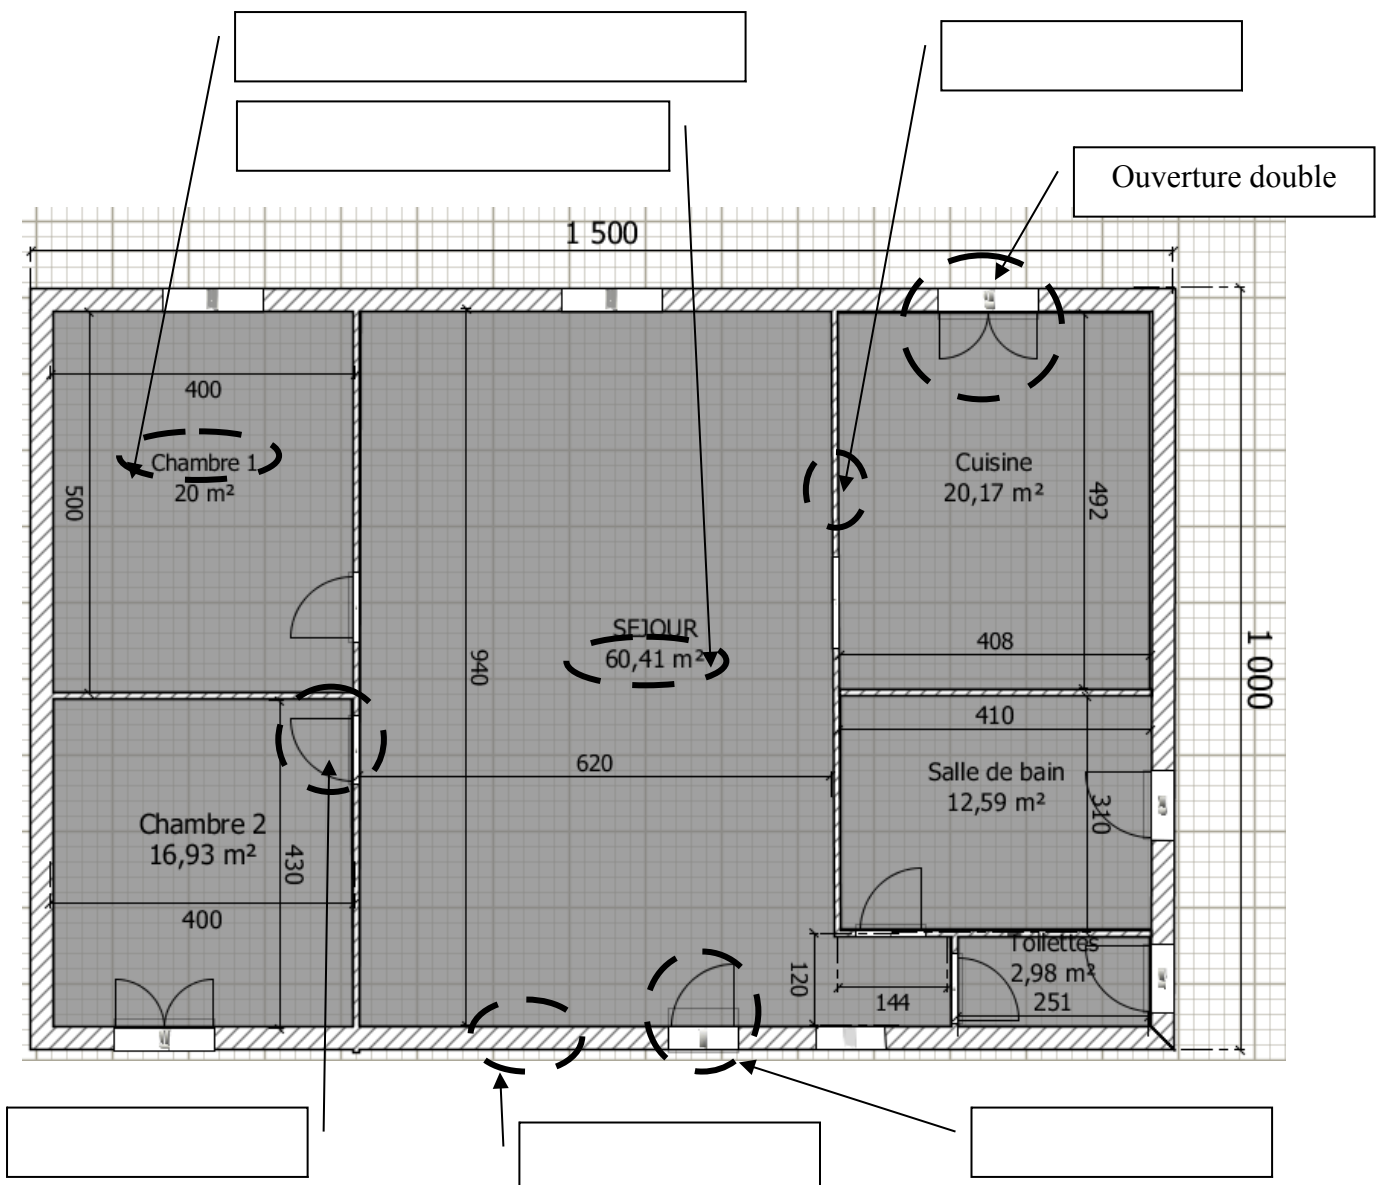 Ouverture double
1 500
400
Chambre 1
20 m²
500
Cuisine
20,17 m²
492
SEJOUR
60,41 m²
940
408
1 000
410
620
Salle de bain
12,59 m²
310
Chambre 2
16,93 m²
430
400
Toilettes
2,98 m²
120
144
251